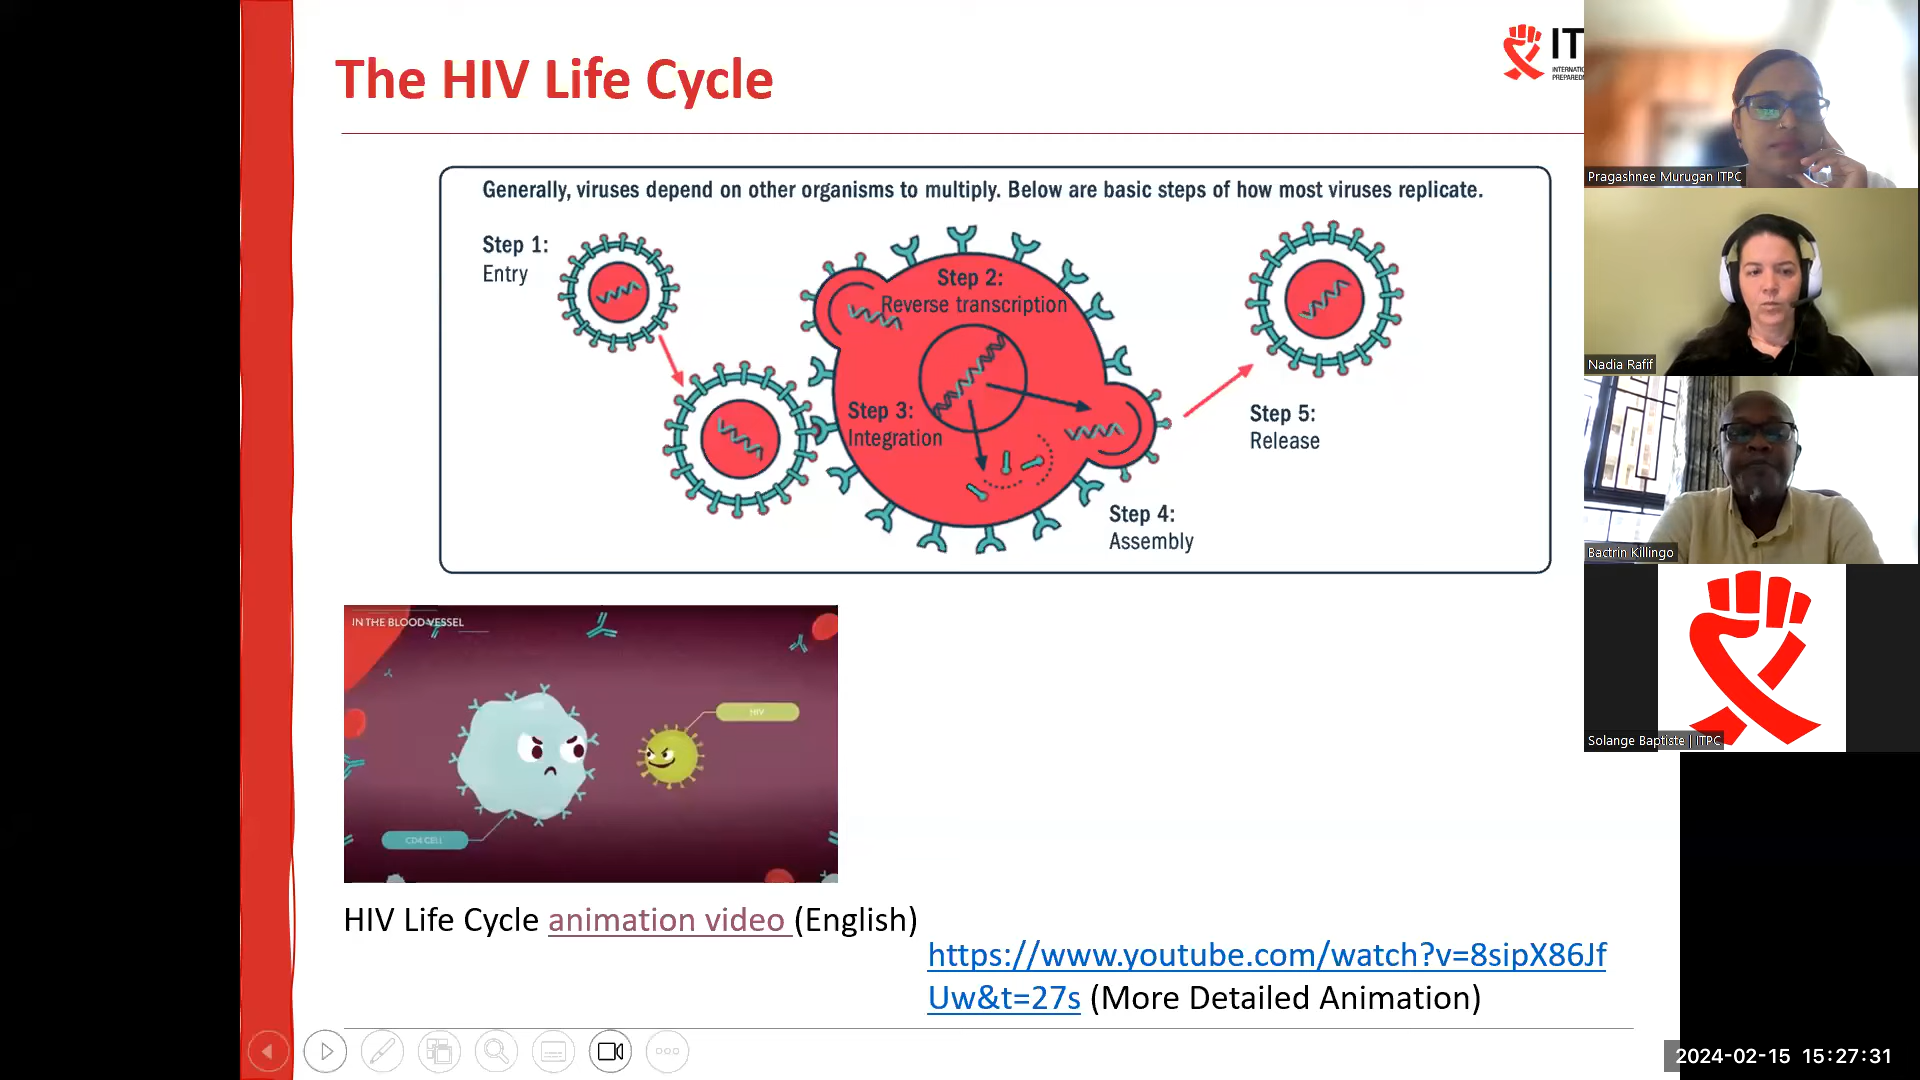 The HIV Life Cycle
IT
INTERNATIO
PREPAREDN
Generally, viruses depend on other organisms to multiply. Below are basic steps of how most viruses replicate.
Step 1:
Entry
Step 2:
Reverse transcription
Step 3:
Integration
Step 4:
Assembly
Step 5:
Release
IN THE BLOOD VESSEL
HIV
CD4 CELL
HIV Life Cycle animation video (English)
https://www.youtube.com/watch?v=8sipX86Jf
Uw&t=27s (More Detailed Animation)
Pragashnee Murugan ITPC
Nadia Rafif
Bactrin Killingo
Solange Baptiste | ITPC
2024-02-15 15:27:31